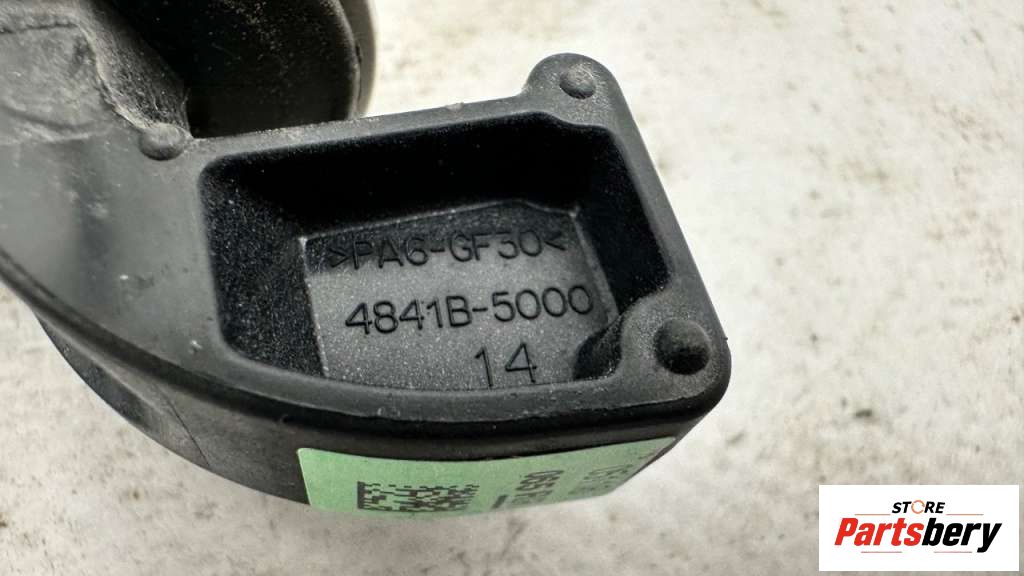 >PA6-GF30<
4841B-5000
14
STORE
Partsbery